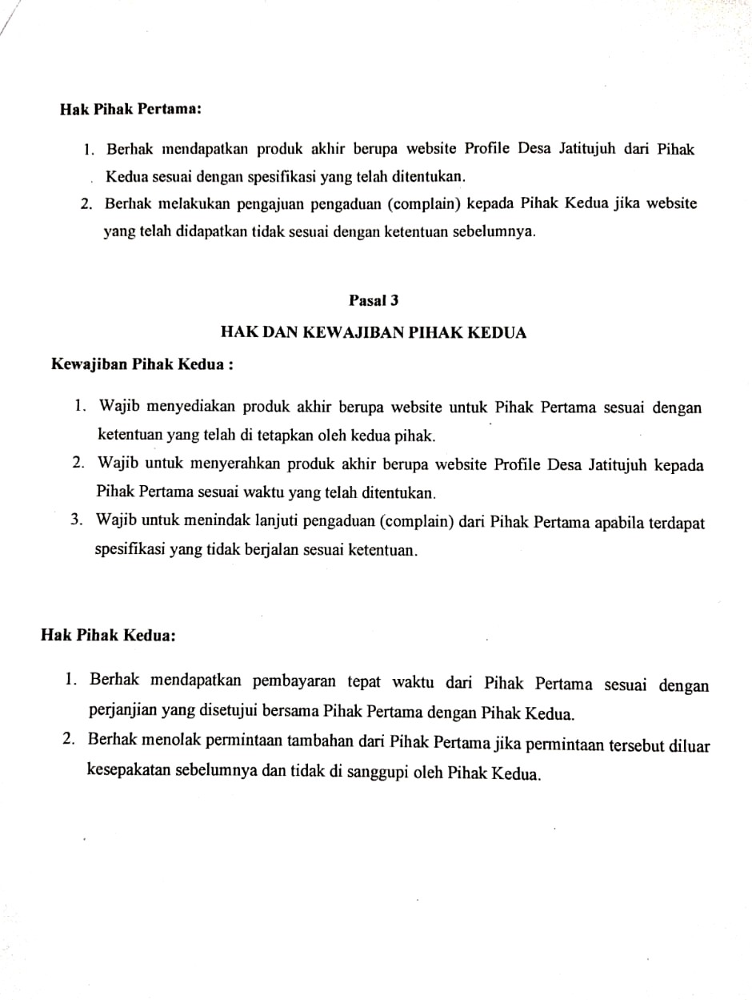 Hak Pihak Pertama:
1. Berhak mendapatkan produk akhir berupa website Profile Desa Jatitujuh dari Pihak
Kedua sesuai dengan spesifikasi yang telah ditentukan.
2. Berhak melakukan pengajuan pengaduan (complain) kepada Pihak Kedua jika website
yang telah didapatkan tidak sesuai dengan ketentuan sebelumnya.
Pasal 3
HAK DAN KEWAJIBAN PIHAK KEDUA
Kewajiban Pihak Kedua :
1. Wajib menyediakan produk akhir berupa website untuk Pihak Pertama sesuai dengan
ketentuan yang telah di tetapkan oleh kedua pihak.
2. Wajib untuk menyerahkan produk akhir berupa website Profile Desa Jatitujuh kepada
Pihak Pertama sesuai waktu yang telah ditentukan.
3. Wajib untuk menindak lanjuti pengaduan (complain) dari Pihak Pertama apabila terdapat
spesifikasi yang tidak berjalan sesuai ketentuan.
Hak Pihak Kedua:
1. Berhak mendapatkan pembayaran tepat waktu dari Pihak Pertama sesuai dengan
perjanjian yang disetujui bersama Pihak Pertama dengan Pihak Kedua.
2. Berhak menolak permintaan tambahan dari Pihak Pertama jika permintaan tersebut diluar
kesepakatan sebelumnya dan tidak di sanggupi oleh Pihak Kedua.